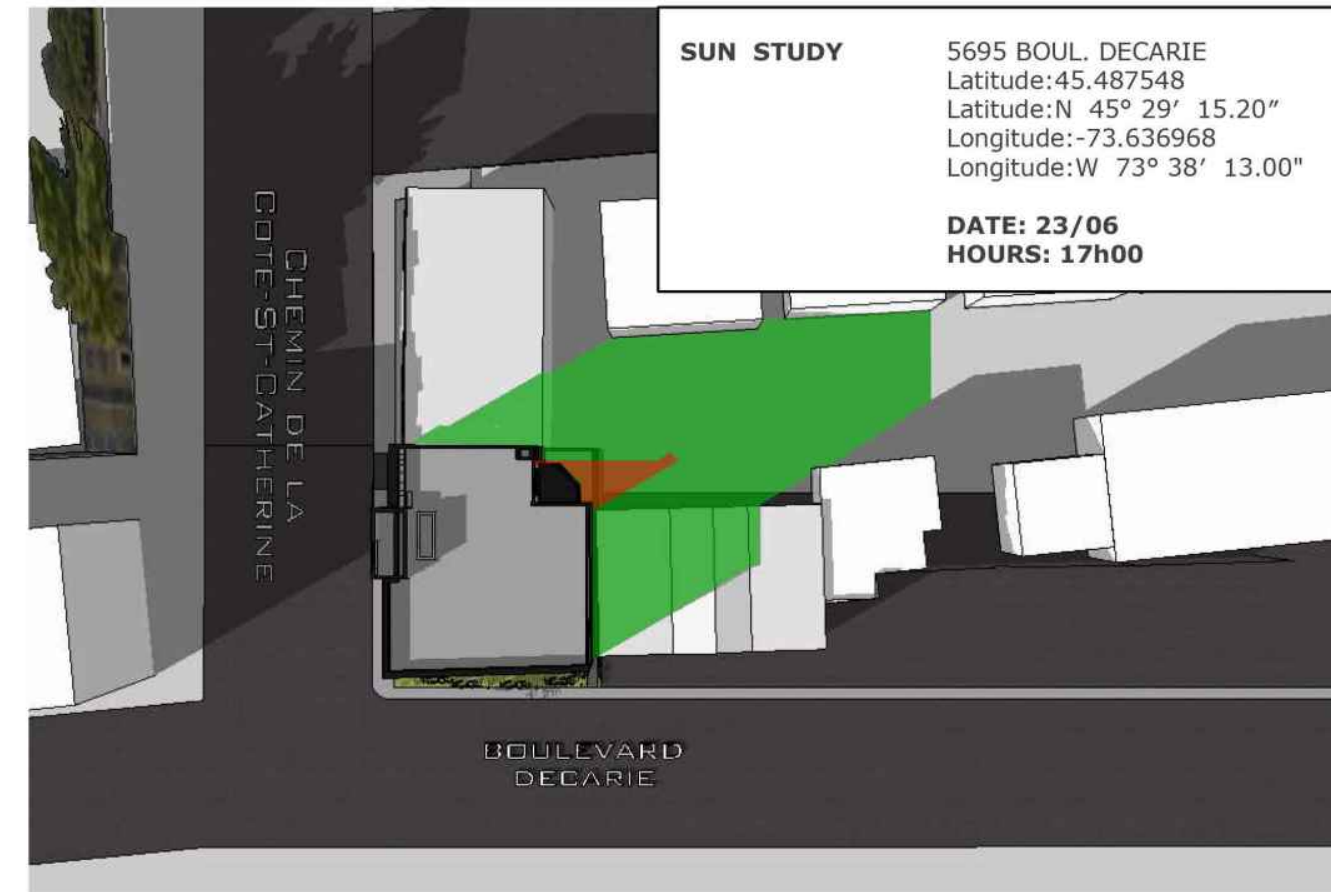 SUN STUDY
5695 BOUL. DECARIE
Latitude:45.487548
Latitude:N 45° 29′ 15.20″
Longitude:-73.636968
Longitude:W 73° 38′ 13.00"
DATE: 23/06
HOURS: 17h00
CHEMIN DE LA
COTE-ST-CATHERINE
BOULEVARD
DECARIE